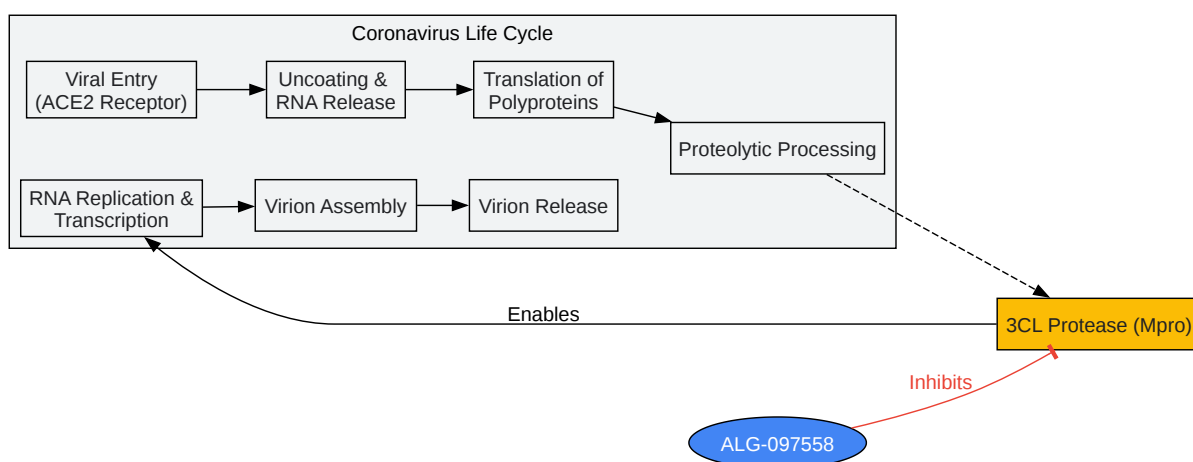 Coronavirus Life Cycle
Viral Entry
(ACE2 Receptor)
Uncoating &
RNA Release
Translation of
Polyproteins
Proteolytic Processing
RNA Replication &
Transcription
Virion Assembly
Virion Release
Enables
3CL Protease (Mpro)
Inhibits
ALG-097558